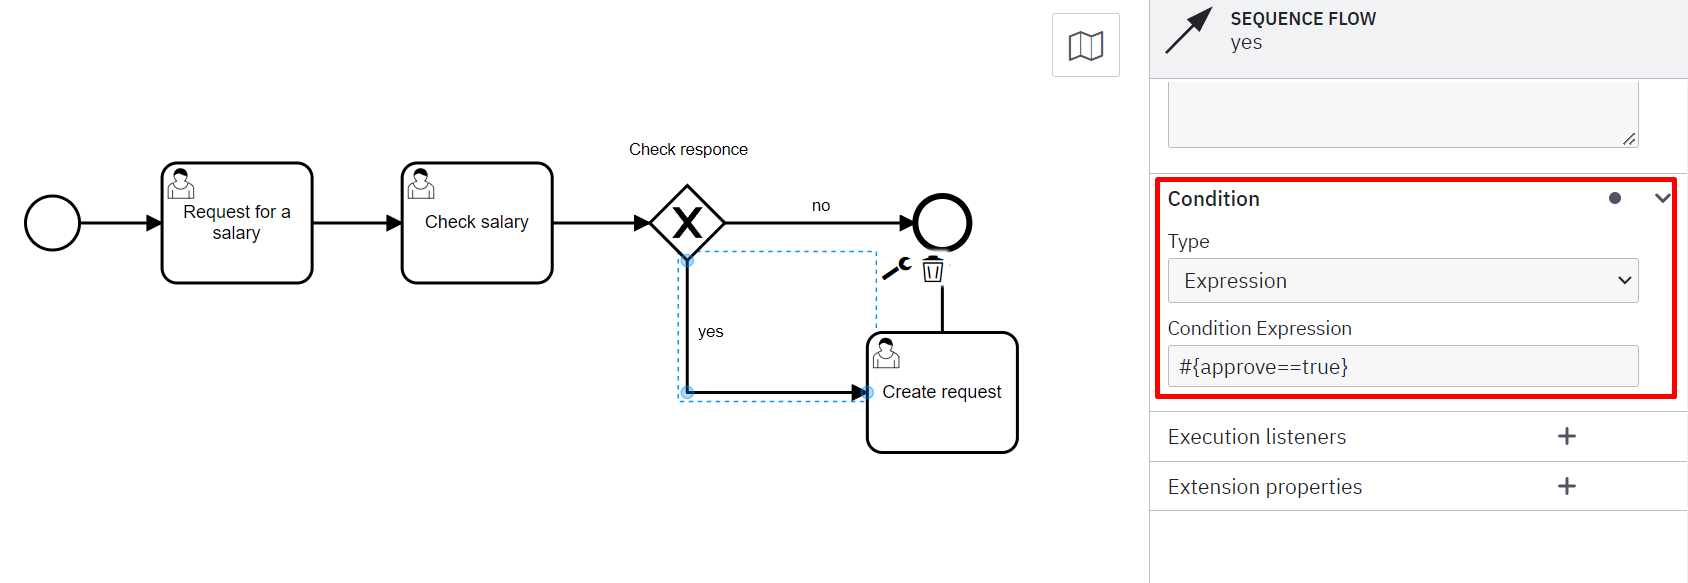 Check responce
Request for a
salary
Check salary
no
yes
Create request
SEQUENCE FLOW
yes
Condition
Type
Expression
Condition Expression
#{approve==true}
Execution listeners
Extension properties